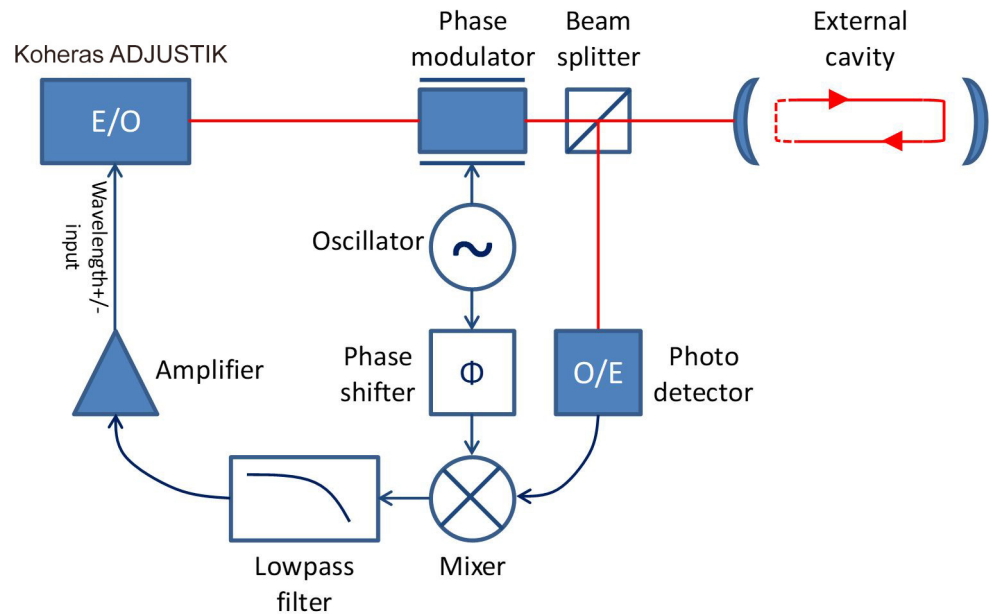 Koheras ADJUSTIK
E/O
Phase
modulator
Beam
splitter
External
cavity
Wavelength+/-
input
Oscillator
~
Amplifier
Phase
shifter
Φ
O/E
Photo
detector
Lowpass
filter
Mixer